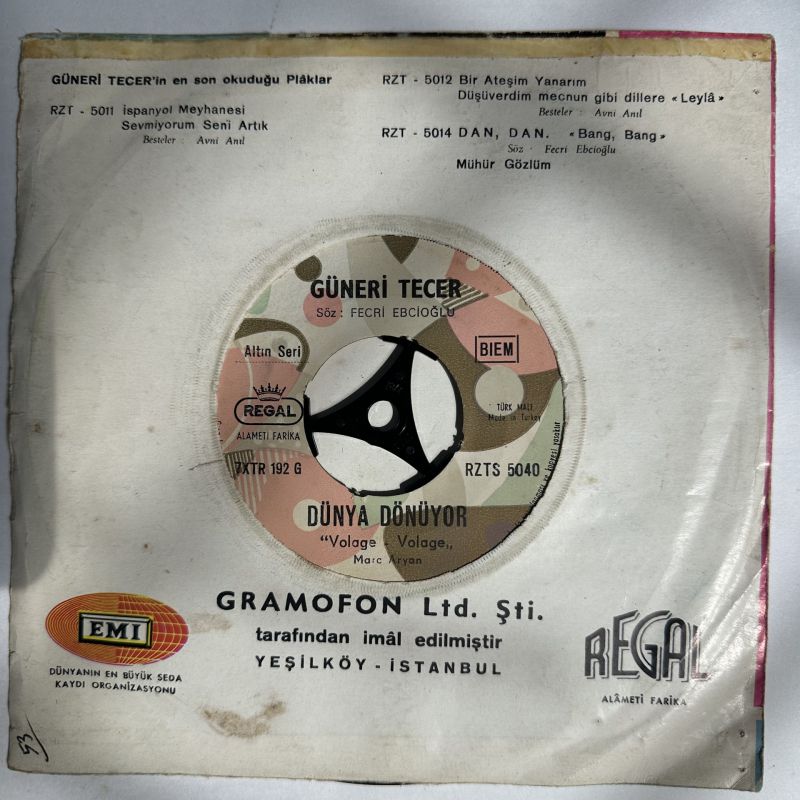 GÜNERİ TECER'in en son okuduğu Plâklar
RZT - 5011 İspanyol Meyhanesi
Sevmiyorum Seni Artık
Besteler : Avni Anıl
RZT - 5012 Bir Ateşim Yanarım
Düşüverdim mecnun gibi dillere «Leylâ»
Besteler : Avni Anıl
RZT - 5014 DAN, DAN. «Bang, Bang»
Söz : Fecri Ebcioğlu
Mühür Gözlüm
GÜNERİ TECER
Söz : FECRİ EBCİOĞLU
Altın Seri
BIEM
REGAL
ALAMETİ FARİKA
TÜRK MALI
Made in Turkey
7XTR 192 G
RZTS 5040
DÜNYA DÖNÜYOR
"Volage - Volage„
Marc Aryan
GRAMOFON Ltd. Şti.
tarafından imâl edilmiştir
YEŞİLKÖY - İSTANBUL
EMI
DÜNYANIN EN BÜYÜK SEDA
KAYDI ORGANİZASYONU
REGAL
ALÂMETİ FARİKA
53